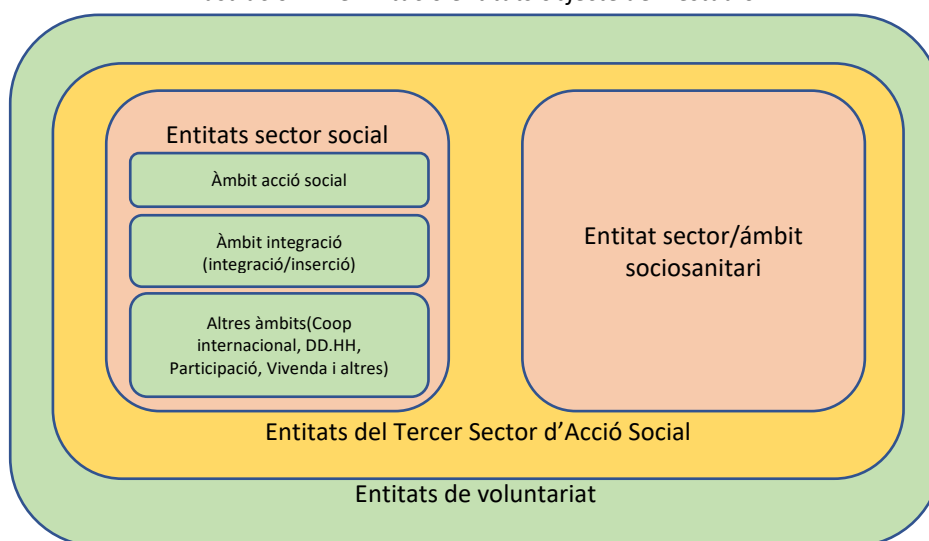 Entitats sector social
Àmbit acció social
Àmbit integració
(integració/inserció)
Altres àmbits(Coop
internacional, DD.HH,
Participació, Vivenda i altres)
Entitat sector/ámbit
sociosanitari
Entitats del Tercer Sector d’Acció Social
Entitats de voluntariat